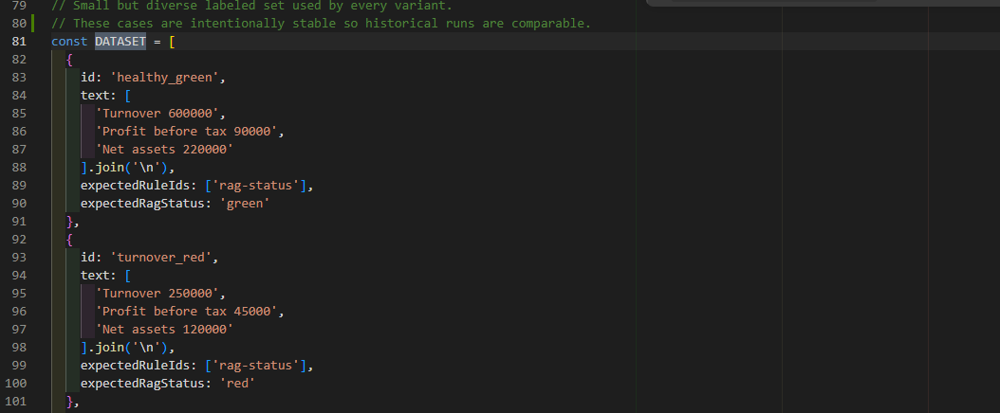 79 // Small but diverse labeled set used by every variant.
80 // These cases are intentionally stable so historical runs are comparable.
81 const DATASET = [
82 {
83 id: 'healthy_green',
84 text: [
85 'Turnover 600000',
86 'Profit before tax 90000',
87 'Net assets 220000'
88 ].join('\n'),
89 expectedRuleIds: ['rag-status'],
90 expectedRagStatus: 'green'
91 },
92 {
93 id: 'turnover_red',
94 text: [
95 'Turnover 250000',
96 'Profit before tax 45000',
97 'Net assets 120000'
98 ].join('\n'),
99 expectedRuleIds: ['rag-status'],
100 expectedRagStatus: 'red'
101 },